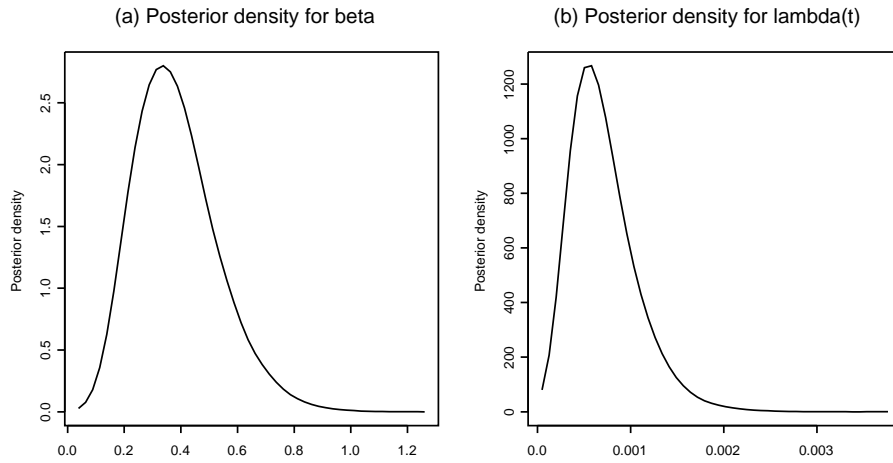 (a) Posterior density for beta
Posterior density
2.5
2.0
1.5
1.0
0.5
0.0
0.0 0.2 0.4 0.6 0.8 1.0 1.2
(b) Posterior density for lambda(t)
Posterior density
1200
1000
800
600
400
200
0
0.0 0.001 0.002 0.003